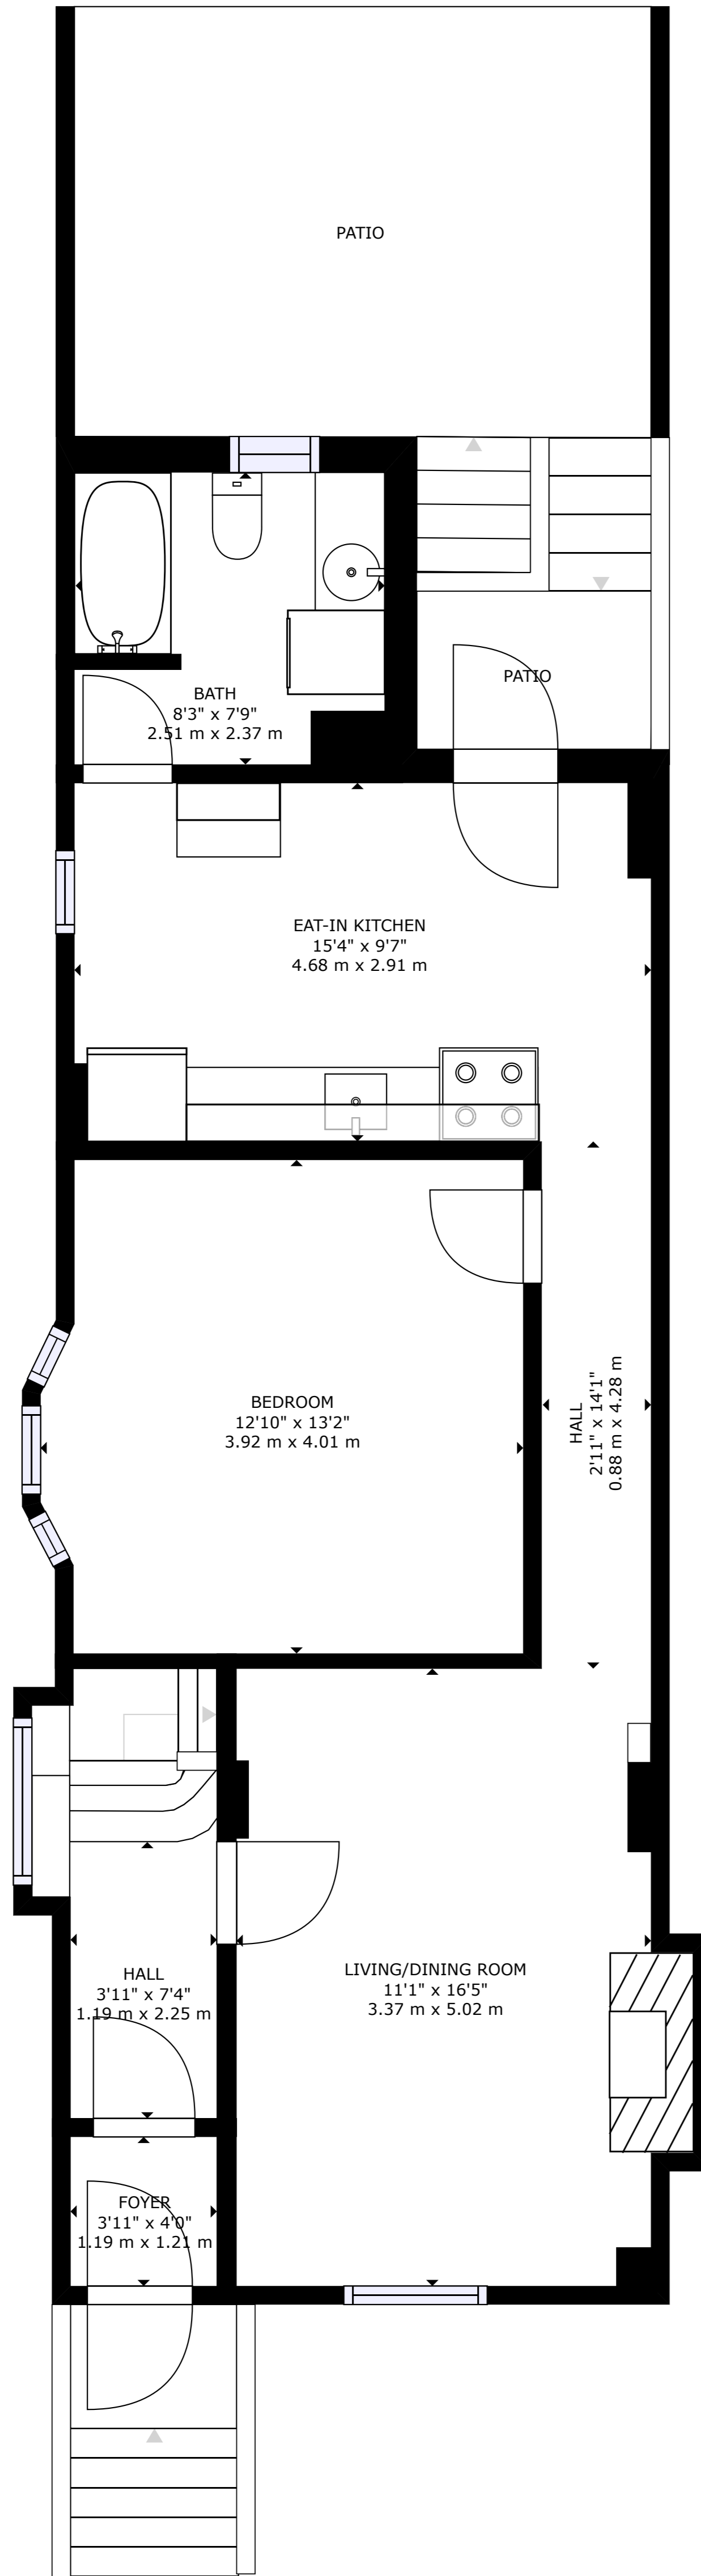 PATIO
PATIO
BATH
8'3" x 7'9"
2.51 m x 2.37 m
EAT-IN KITCHEN
15'4" x 9'7"
4.68 m x 2.91 m
BEDROOM
12'10" x 13'2"
3.92 m x 4.01 m
HALL
2'11" x 14'1"
0.88 m x 4.28 m
HALL
3'11" x 7'4"
1.19 m x 2.25 m
LIVING/DINING ROOM
11'1" x 16'5"
3.37 m x 5.02 m
FOYER
3'11" x 4'0"
1.19 m x 1.21 m